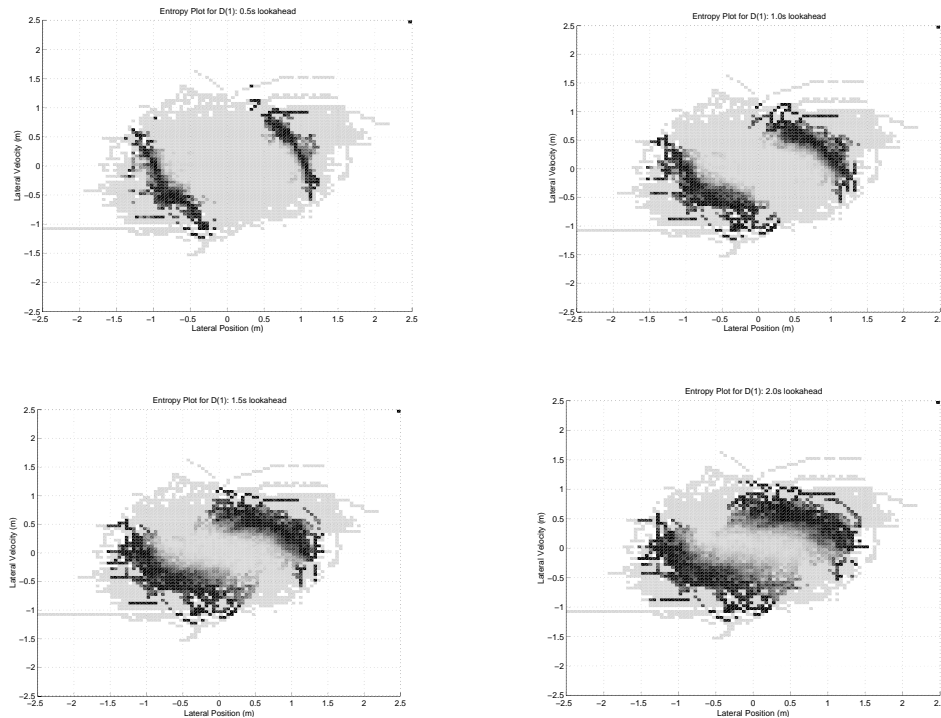 Entropy Plot for D(1): 0.5s lookahead
2.5
2
1.5
1
0.5
0
−0.5
−1
−1.5
−2
−2.5
Lateral Velocity (m)
−2.5 −2 −1.5 −1 −0.5 0 0.5 1 1.5 2 2.5
Lateral Position (m)
Entropy Plot for D(1): 1.0s lookahead
2.5
2
1.5
1
0.5
0
−0.5
−1
−1.5
−2
−2.5
Lateral Velocity (m)
−2.5 −2 −1.5 −1 −0.5 0 0.5 1 1.5 2 2.
Lateral Position (m)
Entropy Plot for D(1): 1.5s lookahead
2.5
2
1.5
1
0.5
0
−0.5
−1
−1.5
−2
−2.5
Lateral Velocity (m)
−2.5 −2 −1.5 −1 −0.5 0 0.5 1 1.5 2 2.5
Lateral Position (m)
Entropy Plot for D(1): 2.0s lookahead
2.5
2
1.5
1
0.5
0
−0.5
−1
−1.5
−2
−2.5
Lateral Velocity (m)
−2.5 −2 −1.5 −1 −0.5 0 0.5 1 1.5 2 2.
Lateral Position (m)